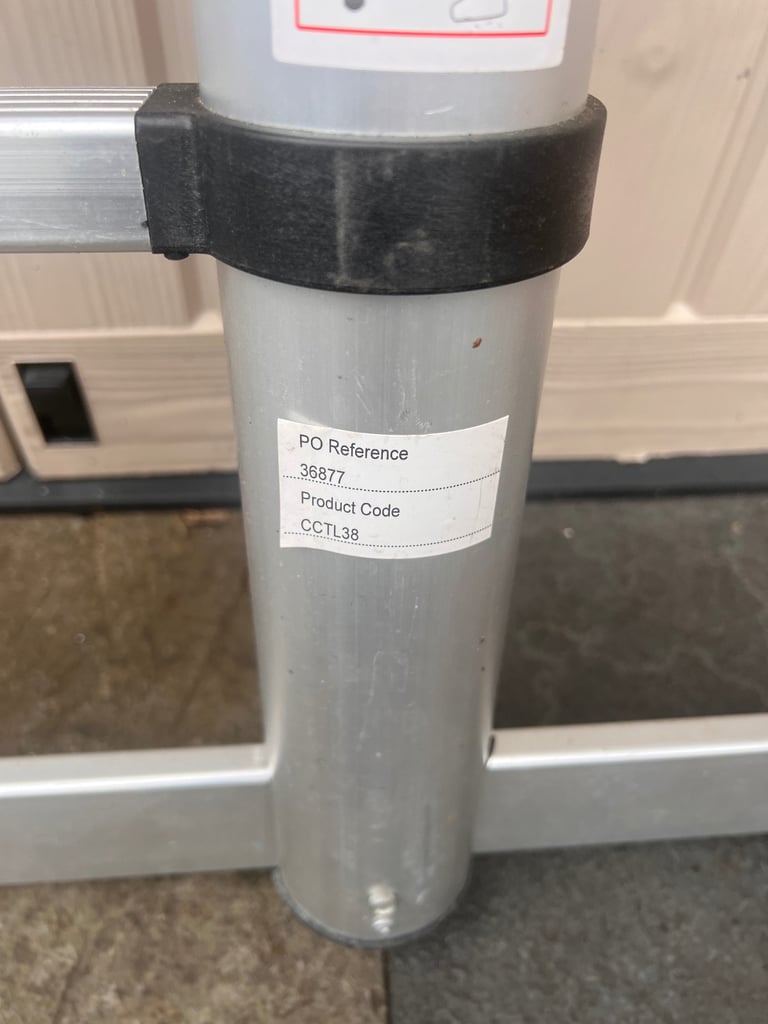 PO Reference
36877
Product Code
CCTL38